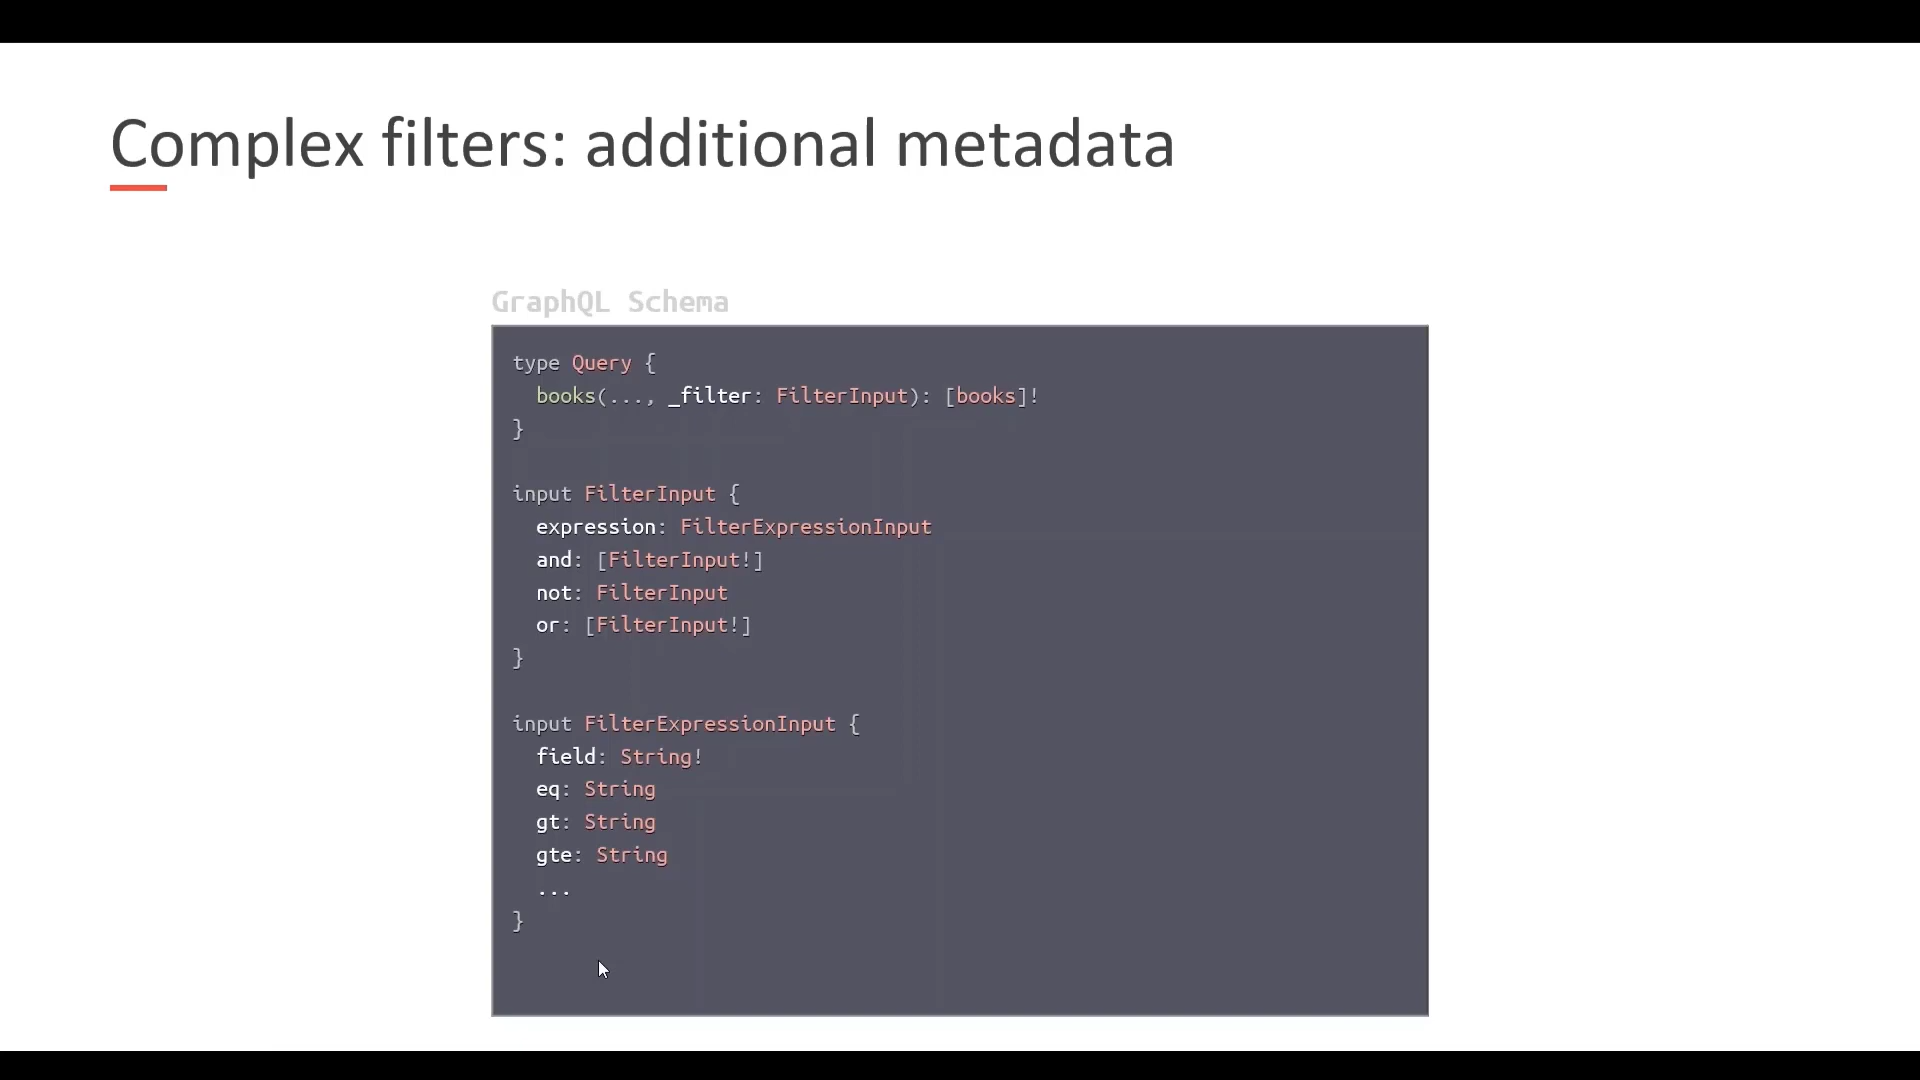 Complex filters: additional metadata
GraphQL Schema
type Query {
  books(..., _filter: FilterInput): [books]!
}
input FilterInput {
  expression: FilterExpressionInput
  and: [FilterInput!]
  not: FilterInput
  or: [FilterInput!]
}
input FilterExpressionInput {
  field: String!
  eq: String
  gt: String
  gte: String
  ...
}